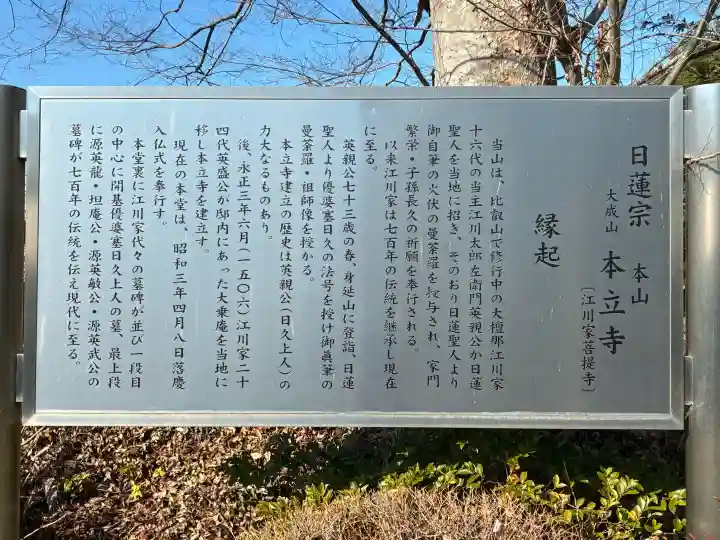 日蓮宗 本山
大成山 本立寺
〔江川家菩提寺〕
縁起
当山は、比叡山で修行中の大檀那江川家
十六代の当主江川太郎左衛門英親公が日蓮
聖人を当地に招き、そのおり日蓮聖人より
御自筆の火伏の曼荼羅を授与され、家門
繁栄・子孫長久の祈願を奉行される。
以来江川家は七百年の伝統を継承し現在
に至る。
英親公七十三歳の春、身延山に登詣、日蓮
聖人より優婆塞日久の法号を授け御眞筆の
曼荼羅・祖師像を授かる。
本立寺建立の歴史は英親公（日久上人）の
力大なるものあり。
後、永正三年六月（一五〇六）江川家二十
四代英盛公が邸内にあった大乗庵を当地に
移し本立寺を建立す。
現在の本堂は、昭和三年四月八日落慶
入仏式を奉行す。
本堂裏に江川家代々の墓碑が並び一段目
の中心に開基優婆塞日久上人の墓、最上段
に源英龍・坦庵公・源英敏公・源英武公の
墓碑が七百年の伝統を伝え現代に至る。